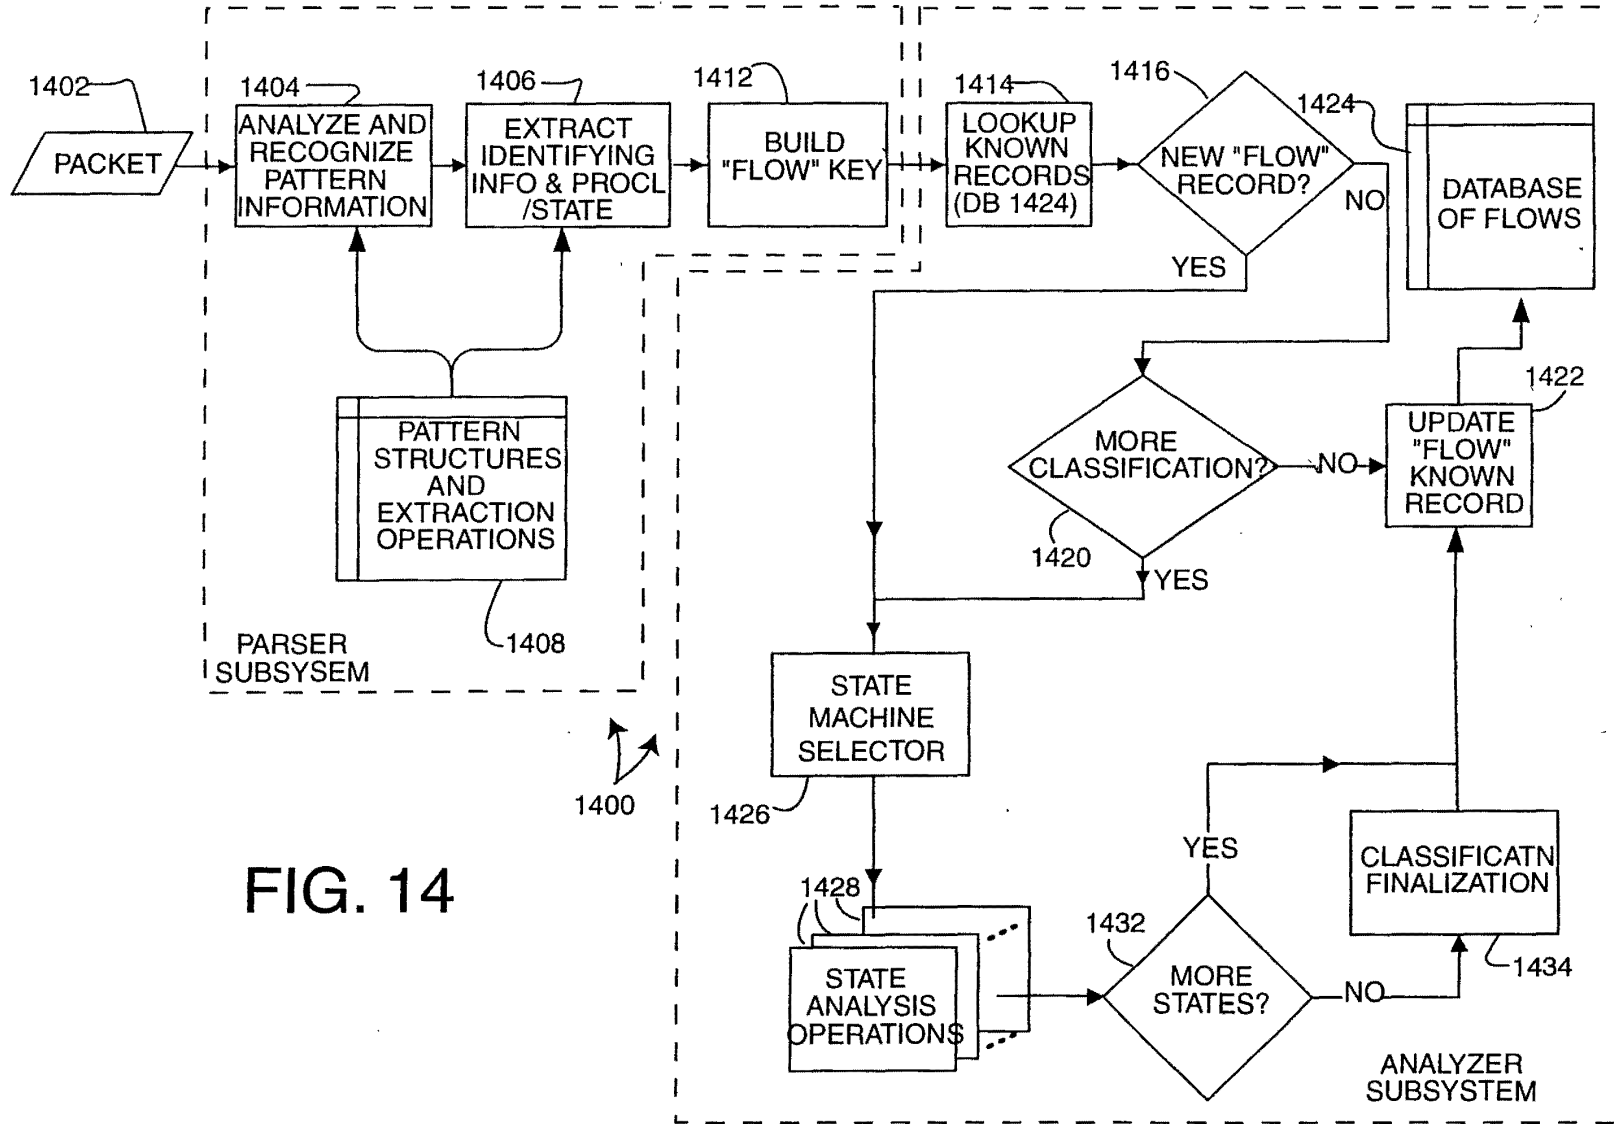 1402
PACKET
1404
ANALYZE AND
RECOGNIZE
PATTERN
INFORMATION
1406
EXTRACT
IDENTIFYING
INFO & PROCL
/STATE
1412
BUILD
"FLOW" KEY
1414
LOOKUP
KNOWN
RECORDS
(DB 1424)
1416
NEW "FLOW"
RECORD?
NO
YES
1424
DATABASE
OF FLOWS
PATTERN
STRUCTURES
AND
EXTRACTION
OPERATIONS
1408
PARSER
SUBSYSEM
MORE
CLASSIFICATION?
NO
1420
YES
1422
UPDATE
"FLOW"
KNOWN
RECORD
STATE
MACHINE
SELECTOR
1426
1400
FIG. 14
1428
STATE
ANALYSIS
OPERATIONS
1432
MORE
STATES?
YES
NO
CLASSIFICATN
FINALIZATION
1434
ANALYZER
SUBSYSTEM